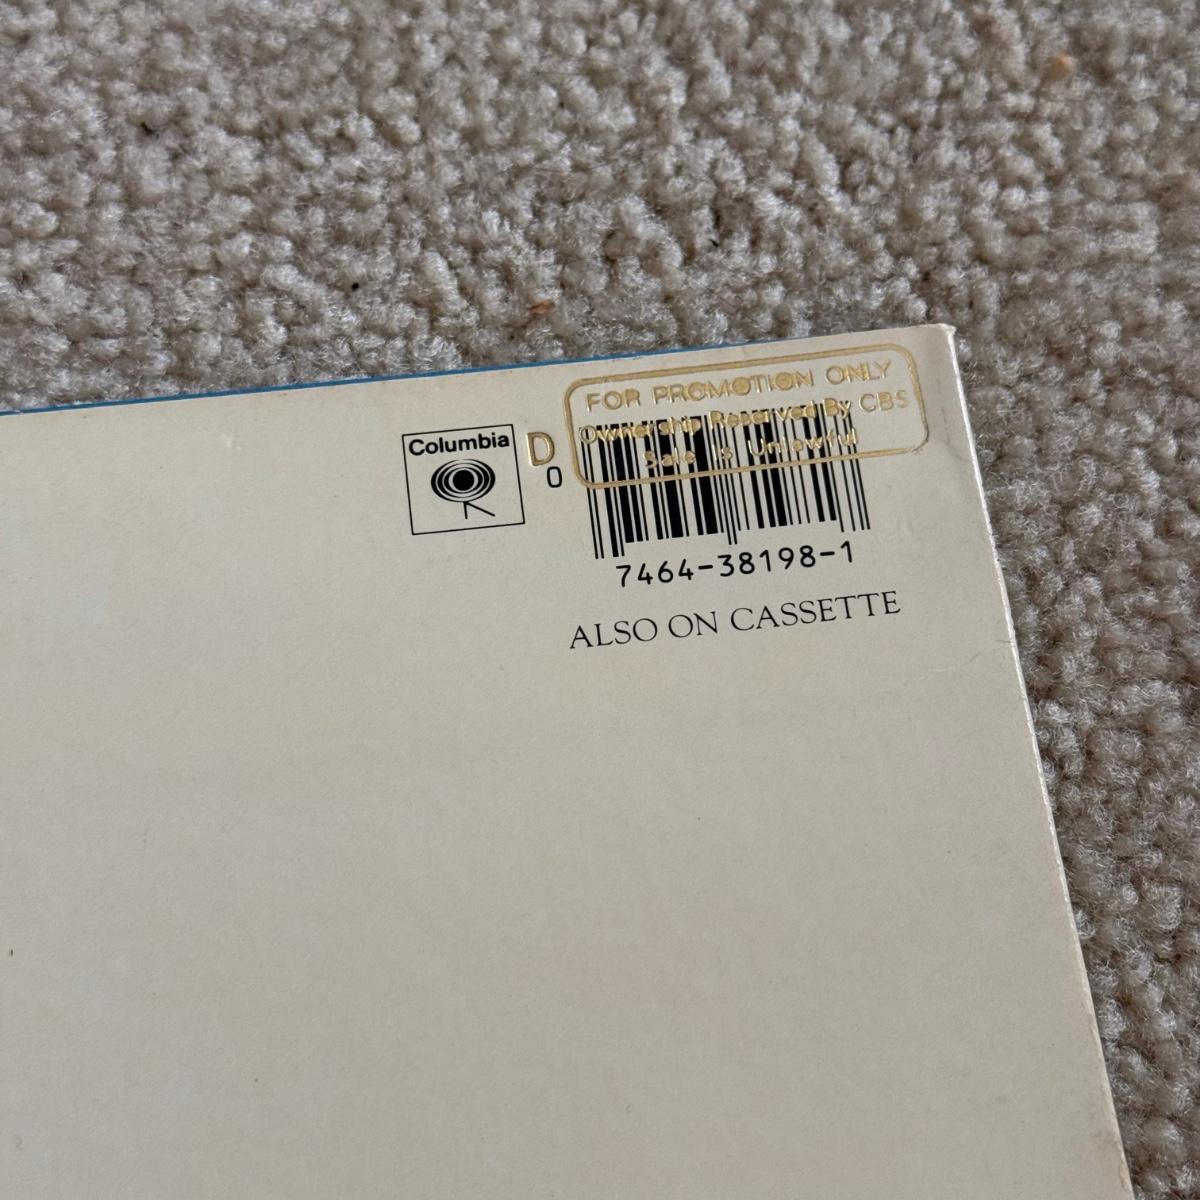 Columbia
D
FOR PROMOTION ONLY
Ownership Reserved By CBS
Sale Is Unlawful
0
7464-38198-1
ALSO ON CASSETTE